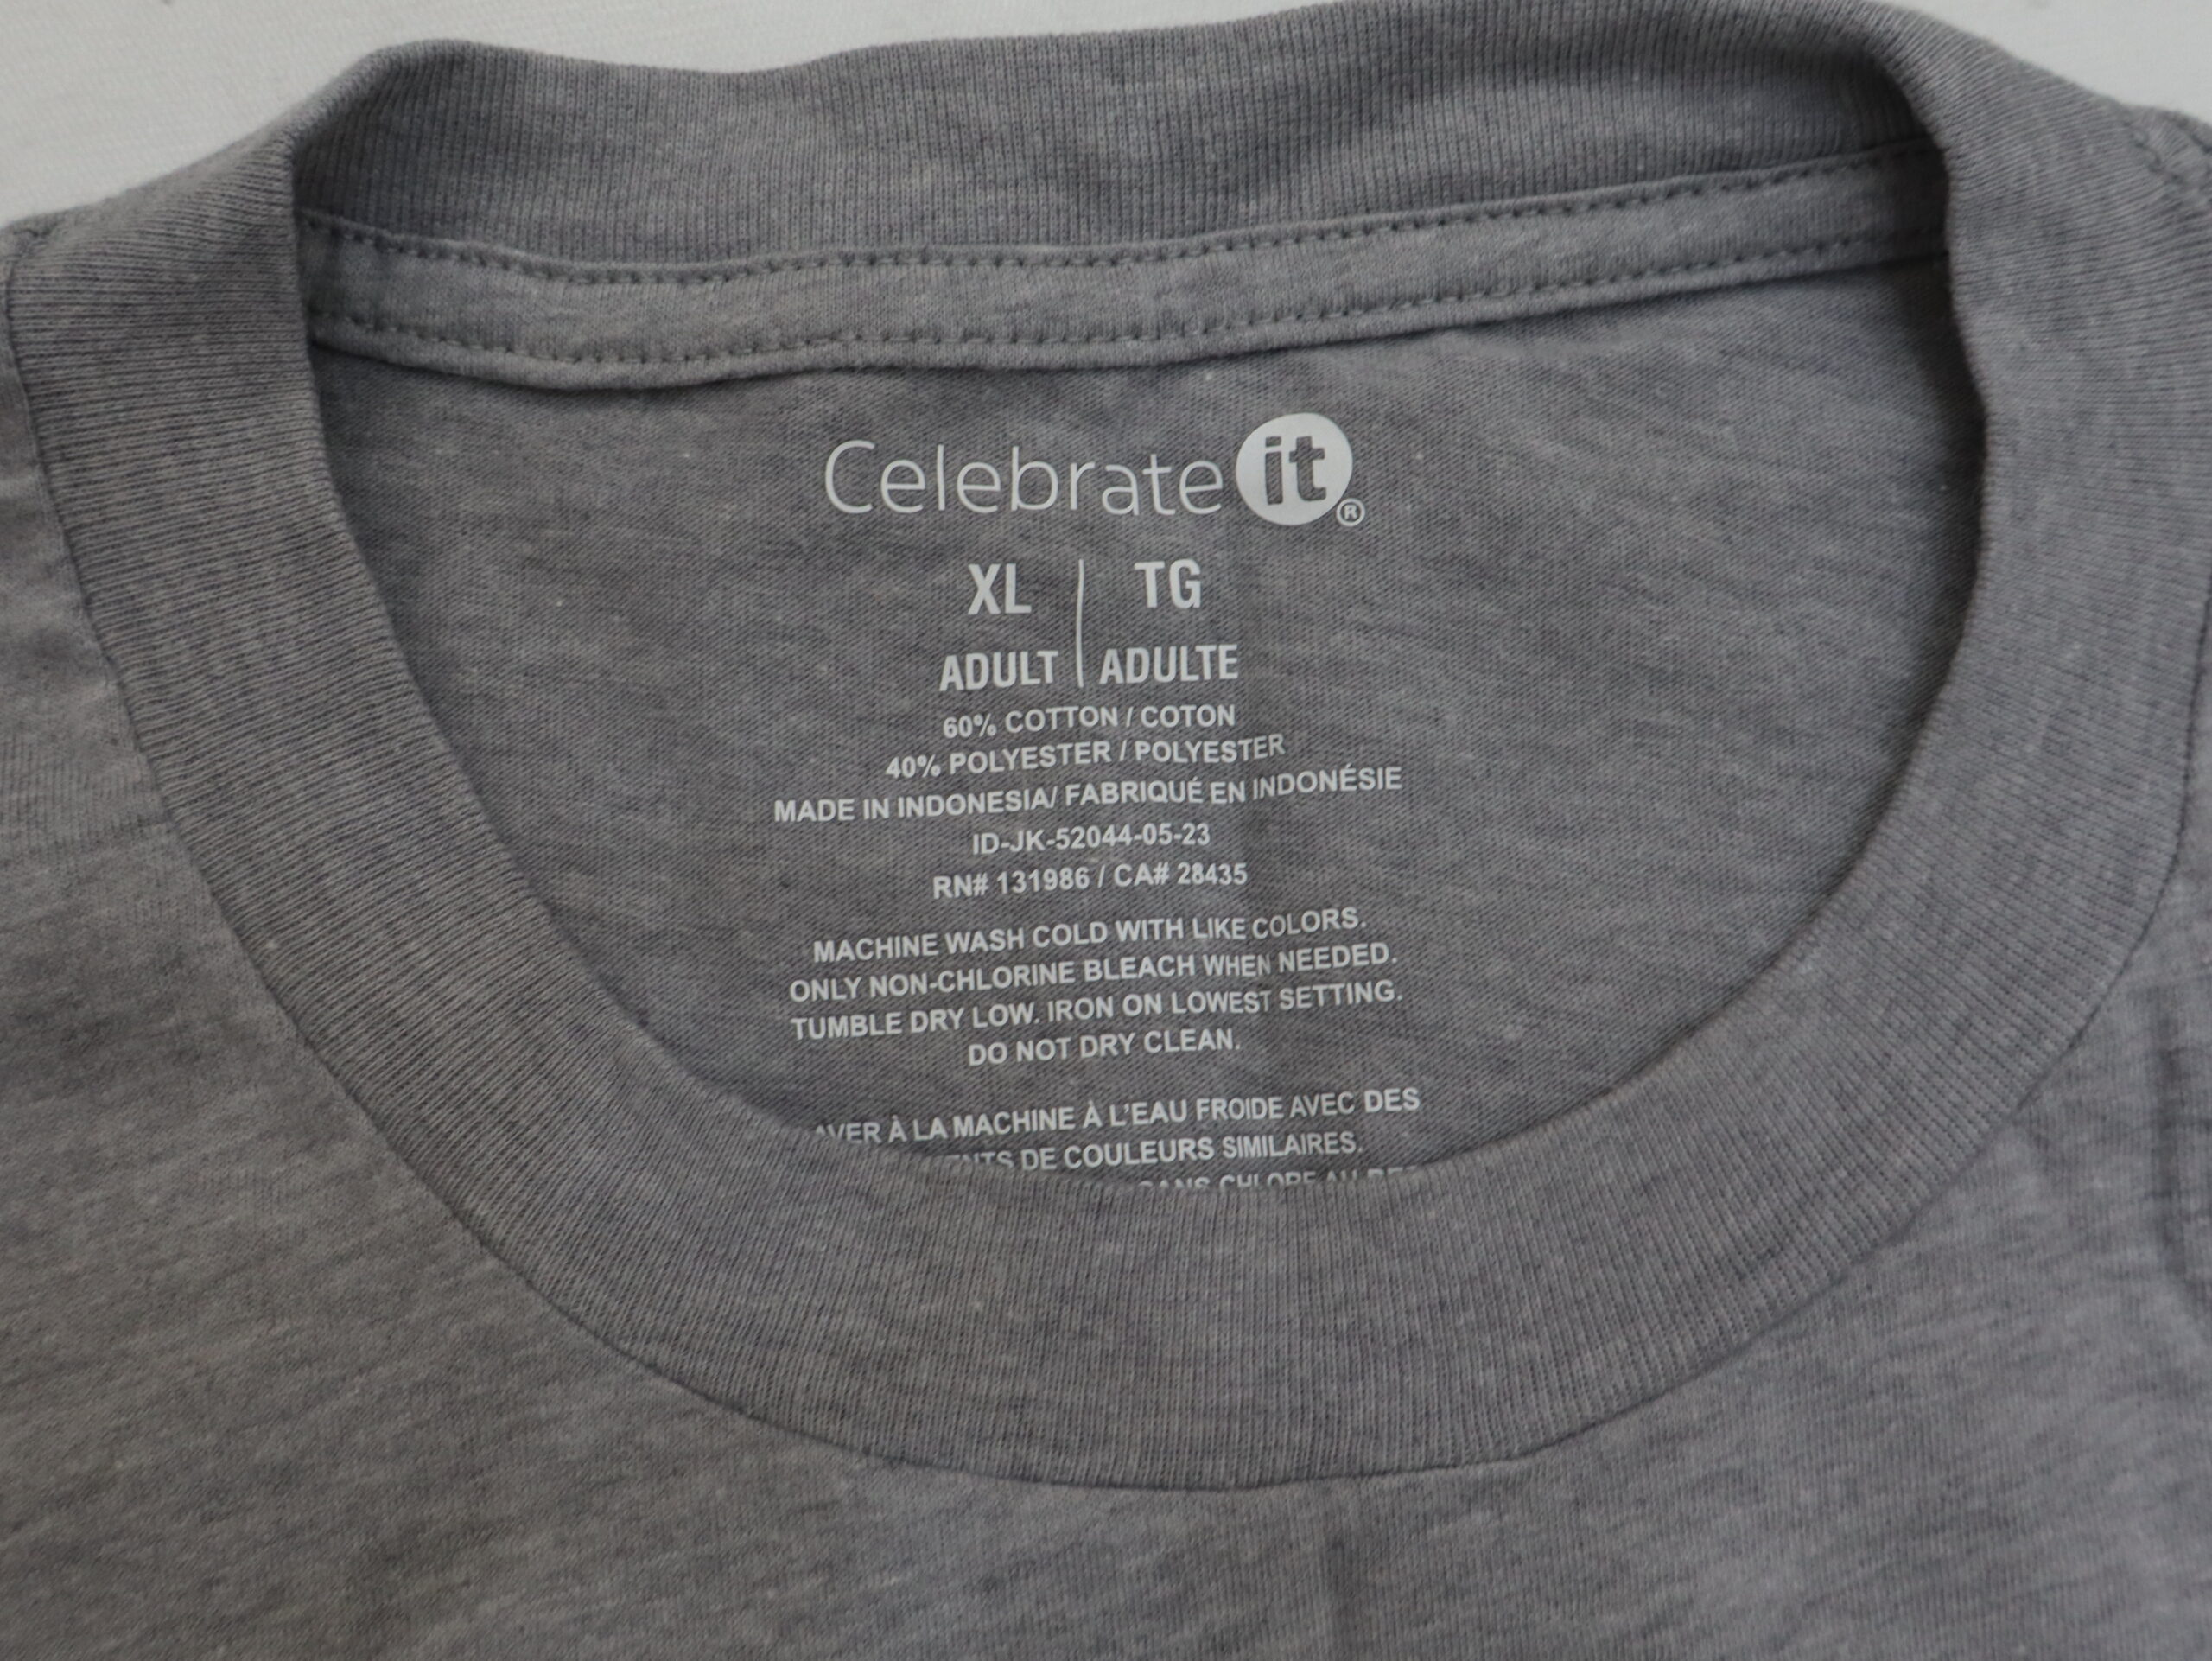 Celebrate it®
XL | TG
ADULT | ADULTE
60% COTTON / COTON
40% POLYESTER / POLYESTER
MADE IN INDONESIA/ FABRIQUÉ EN INDONÉSIE
ID-JK-52044-05-23
RN# 131986 / CA# 28435
MACHINE WASH COLD WITH LIKE COLORS.
ONLY NON-CHLORINE BLEACH WHEN NEEDED.
TUMBLE DRY LOW. IRON ON LOWEST SETTING.
DO NOT DRY CLEAN.
À LA MACHINE À L'EAU FROIDE AVEC DES
DE COULEURS SIMILAIRES.
SANS CHLORE AU